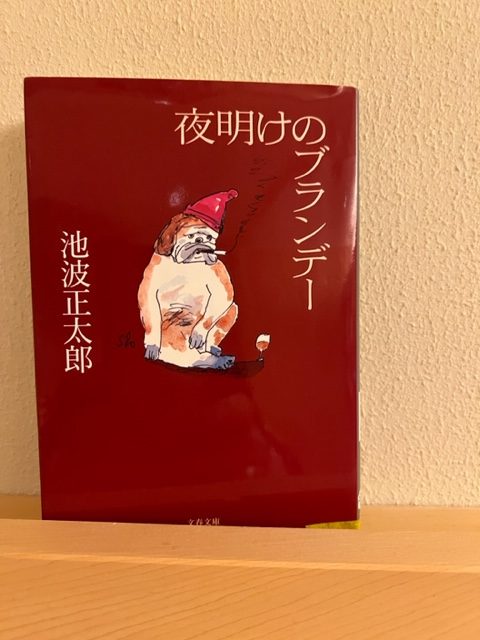 夜明けの
ブランデー
池波正太郎
文春文庫